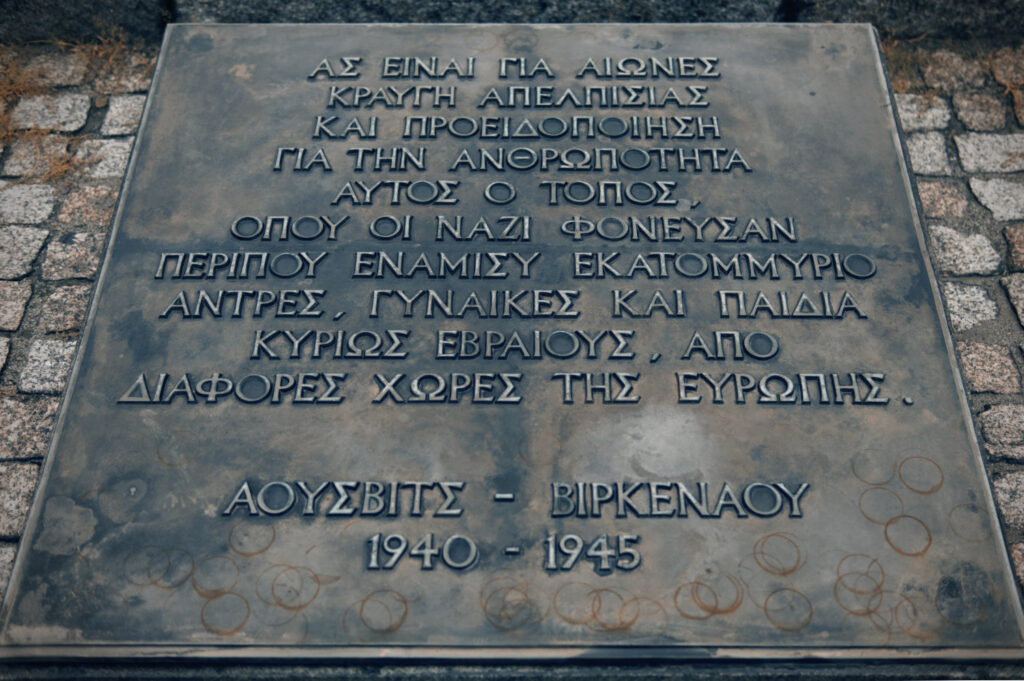 ΑΣ ΕΙΝΑΙ ΓΙΑ ΑΙΩΝΕΣ
ΚΡΑΥΓΗ ΑΠΕΛΠΙΣΙΑΣ
ΚΑΙ ΠΡΟΕΙΔΟΠΟΙΗΣΗ
ΓΙΑ ΤΗΝ ΑΝΘΡΩΠΟΤΗΤΑ
ΑΥΤΟΣ Ο ΤΟΠΟΣ,
ΟΠΟΥ ΟΙ ΝΑΖΙ ΦΟΝΕΥΣΑΝ
ΠΕΡΙΠΟΥ ΕΝΑΜΙΣΥ ΕΚΑΤΟΜΜΥΡΙΟ
ΑΝΤΡΕΣ, ΓΥΝΑΙΚΕΣ ΚΑΙ ΠΑΙΔΙΑ
ΚΥΡΙΩΣ ΕΒΡΑΙΟΥΣ, ΑΠΟ
ΔΙΑΦΟΡΕΣ ΧΩΡΕΣ ΤΗΣ ΕΥΡΩΠΗΣ.
ΑΟΥΣΒΙΤΣ - ΒΙΡΚΕΝΑΟΥ
1940 - 1945